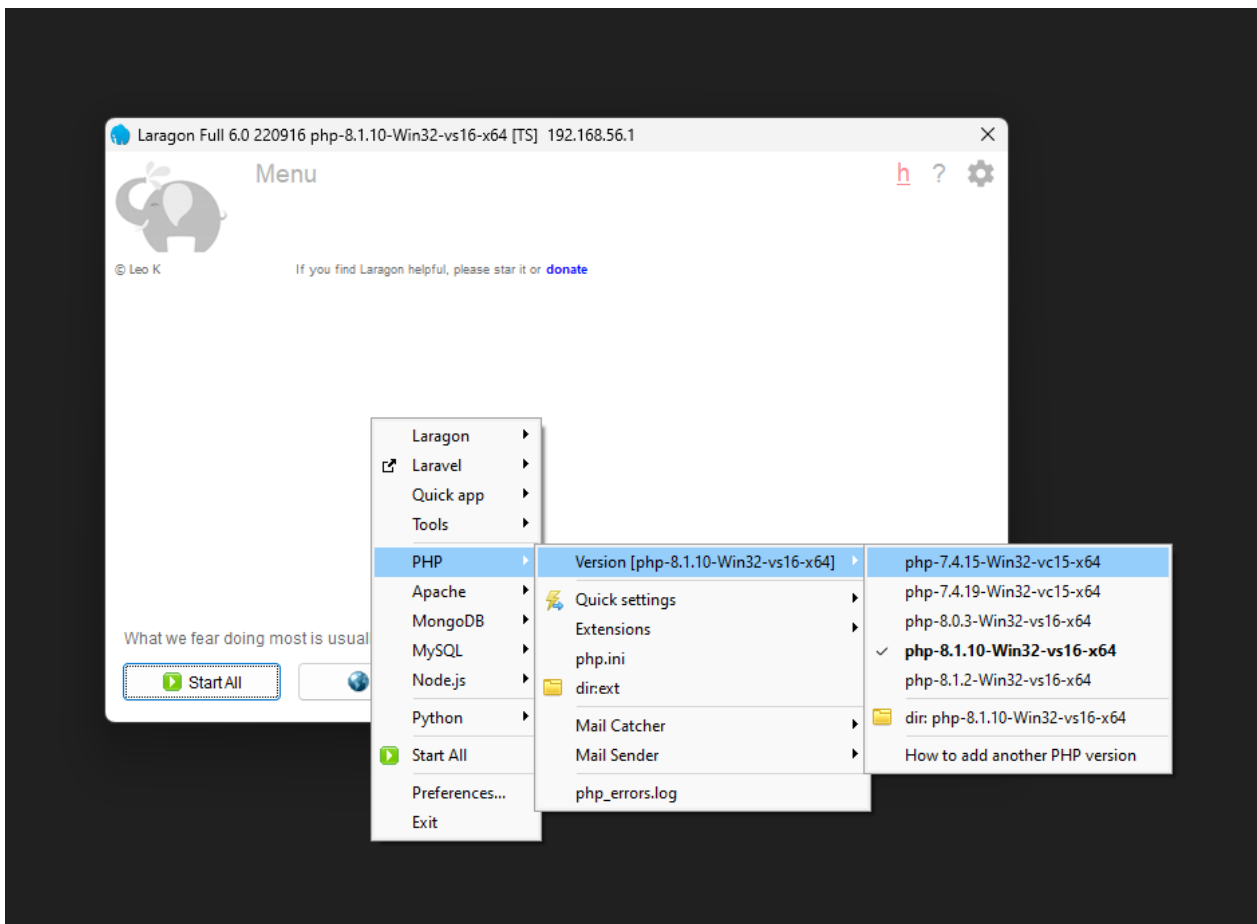 Laragon Full 6.0 220916 php-8.1.10-Win32-vs16-x64 [TS] 192.168.56.1
Menu
h ?
© Leo K
If you find Laragon helpful, please star it or donate
What we fear doing most is usual
Start All
Laragon
Laravel
Quick app
Tools
PHP
Apache
MongoDB
MySQL
Node.js
Python
Start All
Preferences...
Exit
Version [php-8.1.10-Win32-vs16-x64]
Quick settings
Extensions
php.ini
dir:ext
Mail Catcher
Mail Sender
php_errors.log
php-7.4.15-Win32-vc15-x64
php-7.4.19-Win32-vc15-x64
php-8.0.3-Win32-vs16-x64
php-8.1.10-Win32-vs16-x64
php-8.1.2-Win32-vs16-x64
dir: php-8.1.10-Win32-vs16-x64
How to add another PHP version